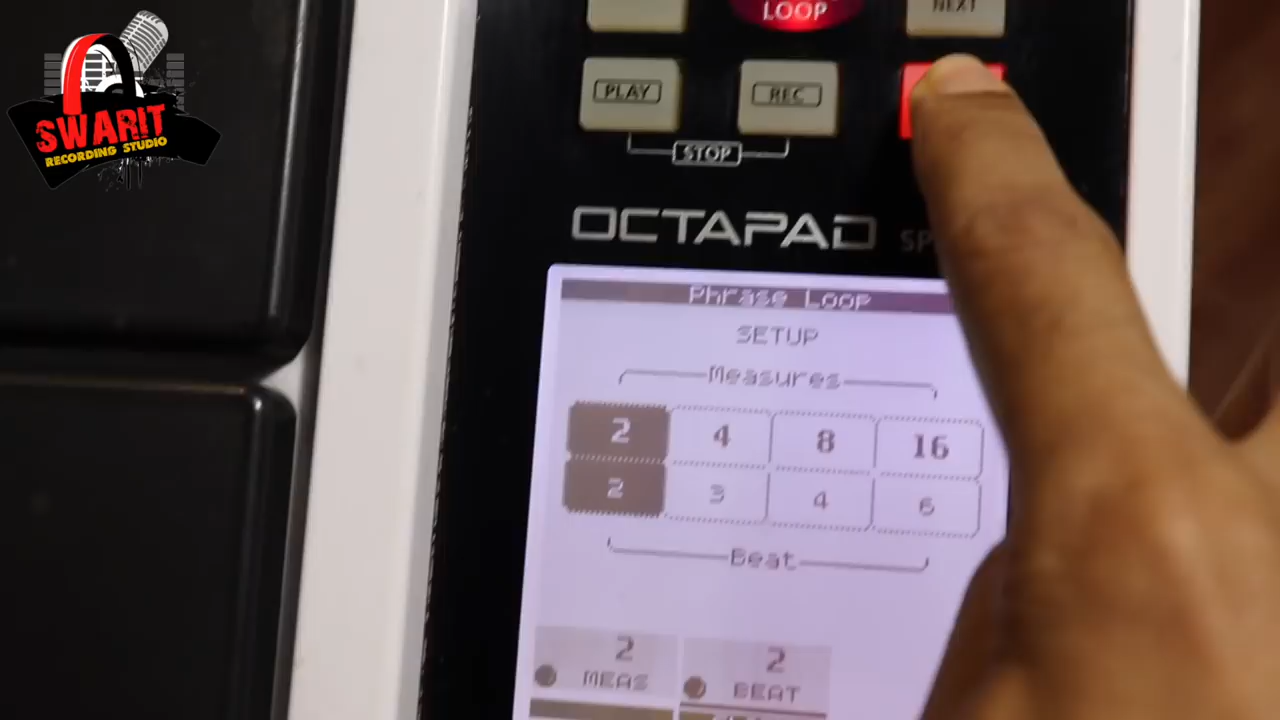 SWARIT
RECORDING STUDIO
LOOP
NEXT
PLAY
REC
STOP
OCTAPAD SP
Phrase Loop
SETUP
Measures
2 4 8 16
2 3 4 6
Beat
2 2
MEAS BEAT